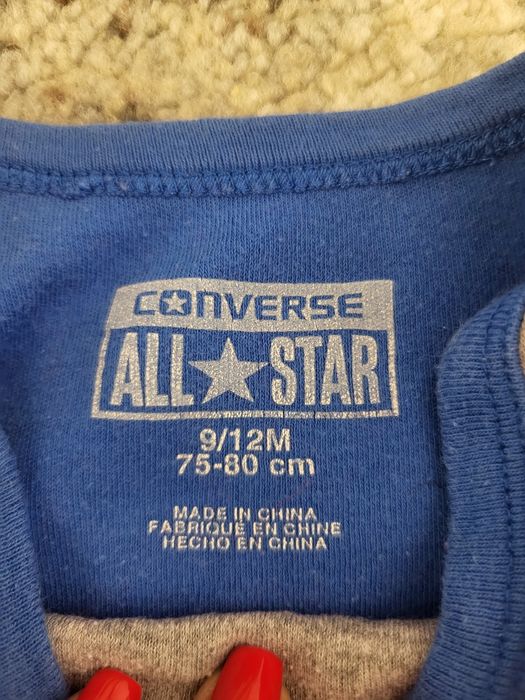 CONVERSE
ALL STAR
9/12M
75-80 cm
MADE IN CHINA
FABRIQUE EN CHINE
HECHO EN CHINA